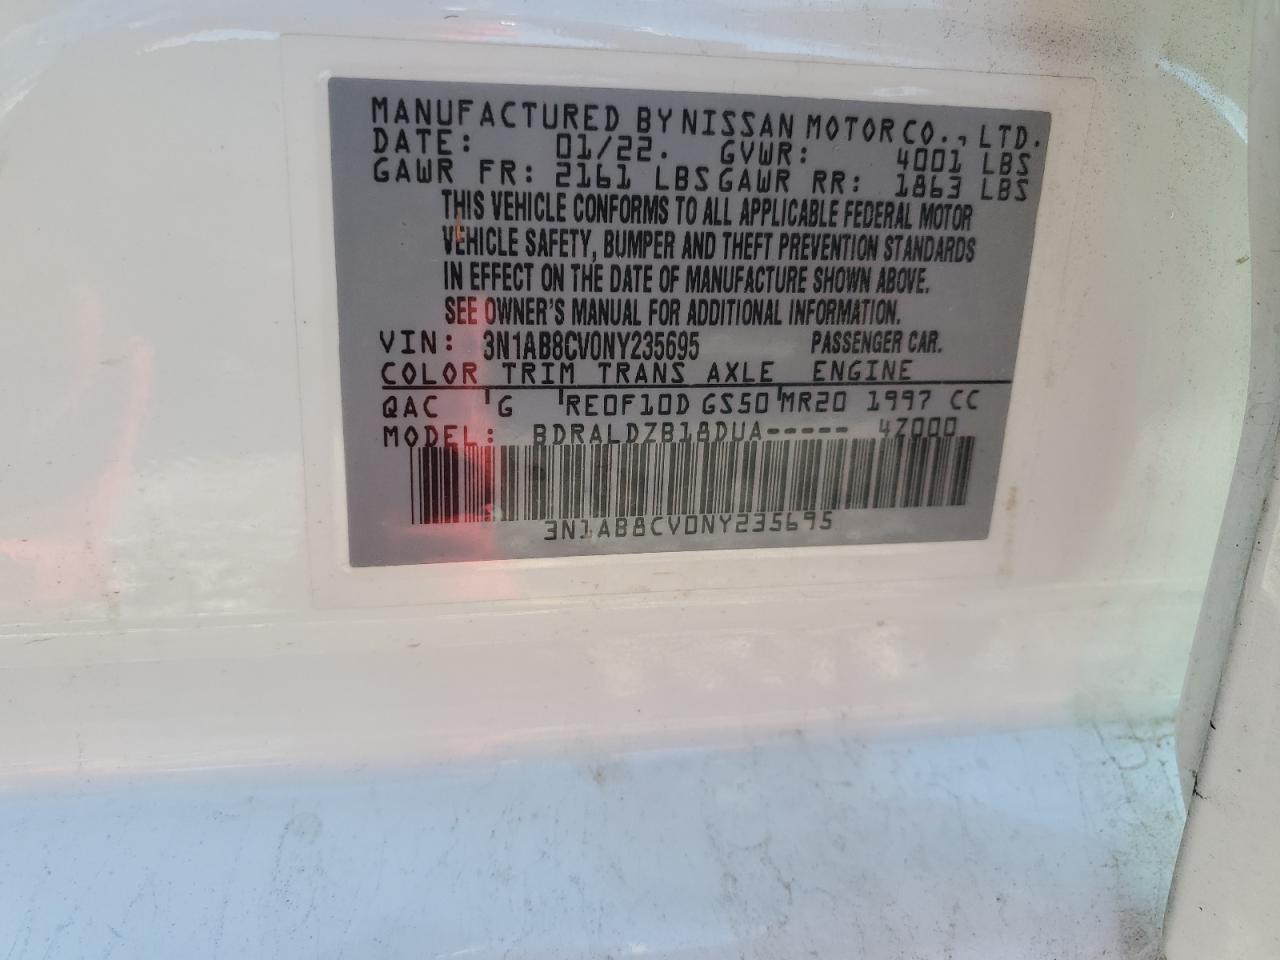 MANUFACTURED BY NISSAN MOTOR CO., LTD.
DATE: 01/22. GVWR: 4001 LBS
GAWR FR: 2161 LBS GAWR RR: 1863 LBS
THIS VEHICLE CONFORMS TO ALL APPLICABLE FEDERAL MOTOR
VEHICLE SAFETY, BUMPER AND THEFT PREVENTION STANDARDS
IN EFFECT ON THE DATE OF MANUFACTURE SHOWN ABOVE.
SEE OWNER'S MANUAL FOR ADDITIONAL INFORMATION.
VIN: 3N1AB8CV0NY235695 PASSENGER CAR.
COLOR TRIM TRANS AXLE ENGINE
QAC 'G 'RE0F10D GS50 'MR20 1997 CC
MODEL: BDRALDZB18DUA----- 4Z000
3N1AB8CV0NY235695